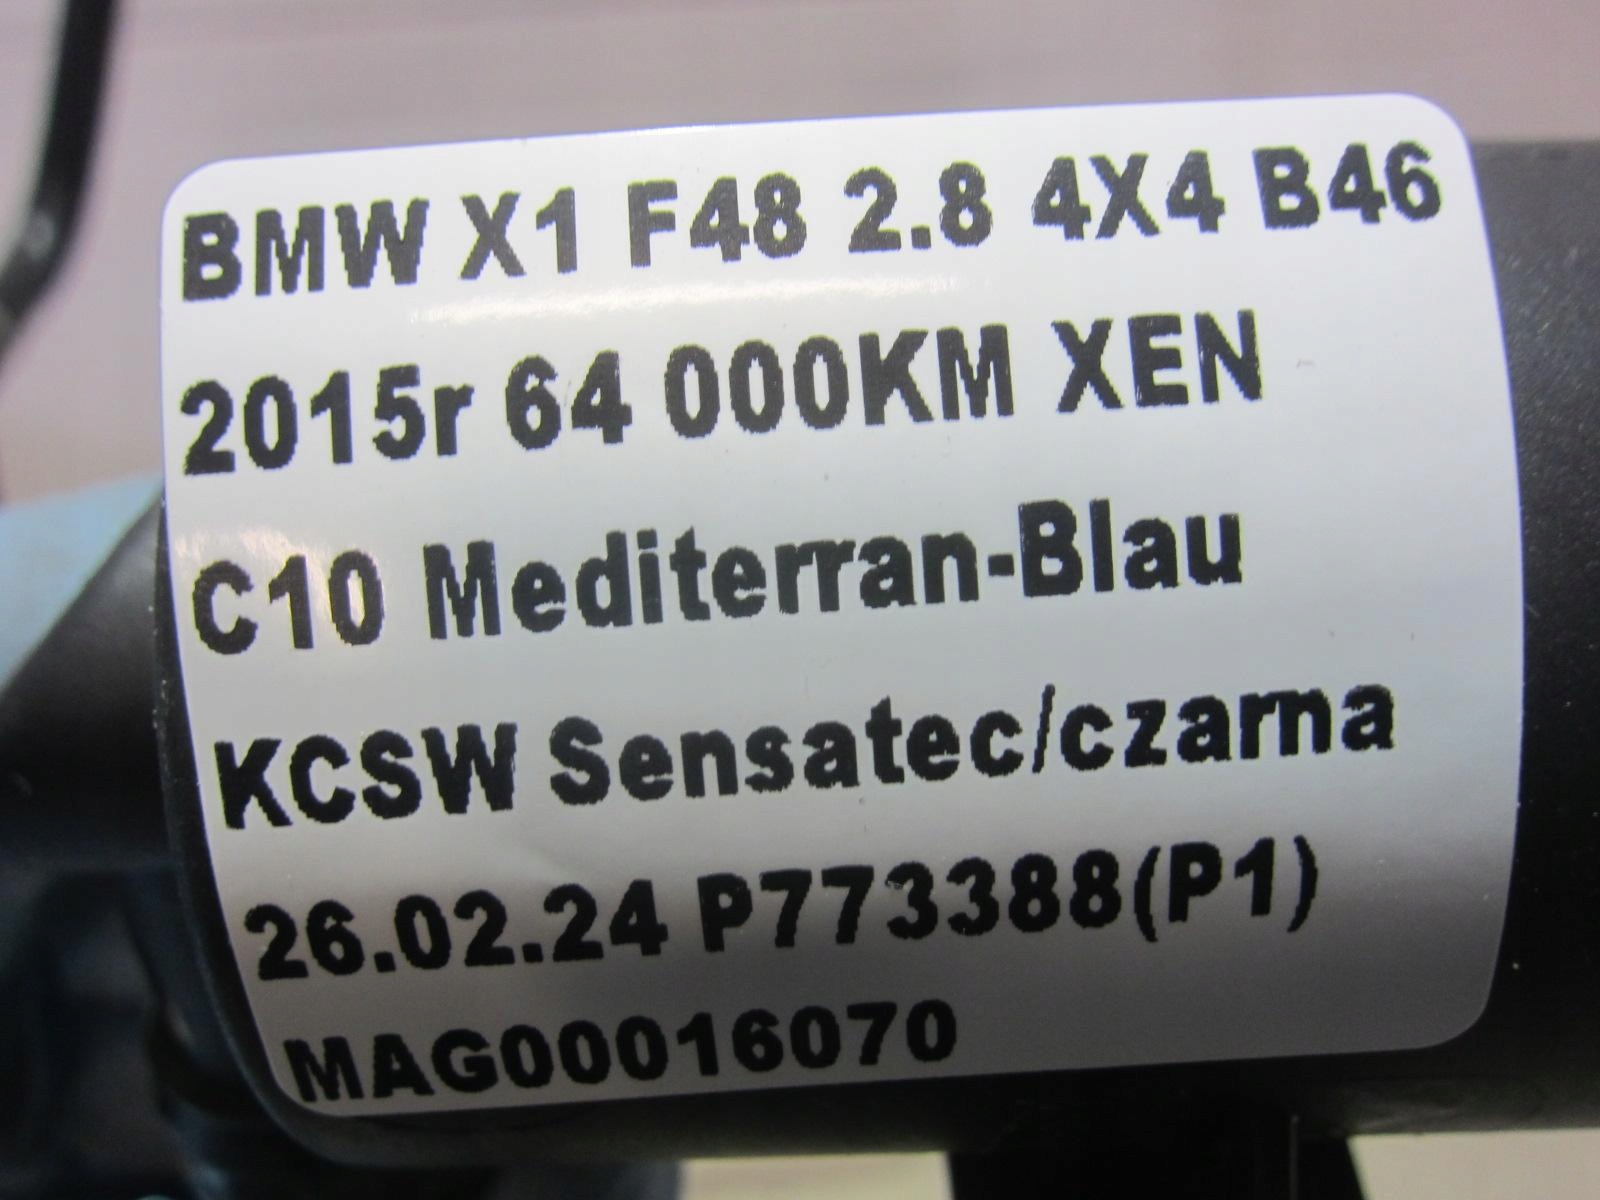 BMW X1 F48 2.8 4X4 B46
2015r 64 000KM XEN
C10 Mediterran-Blau
KCSW Sensatec/czarna
26.02.24 P773388(P1)
MAG00016070